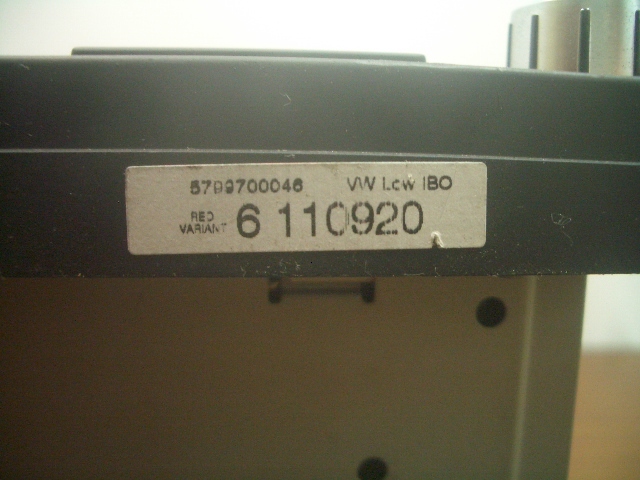 5799700046 VW Low IBO
RED
VARIANT 6 110920